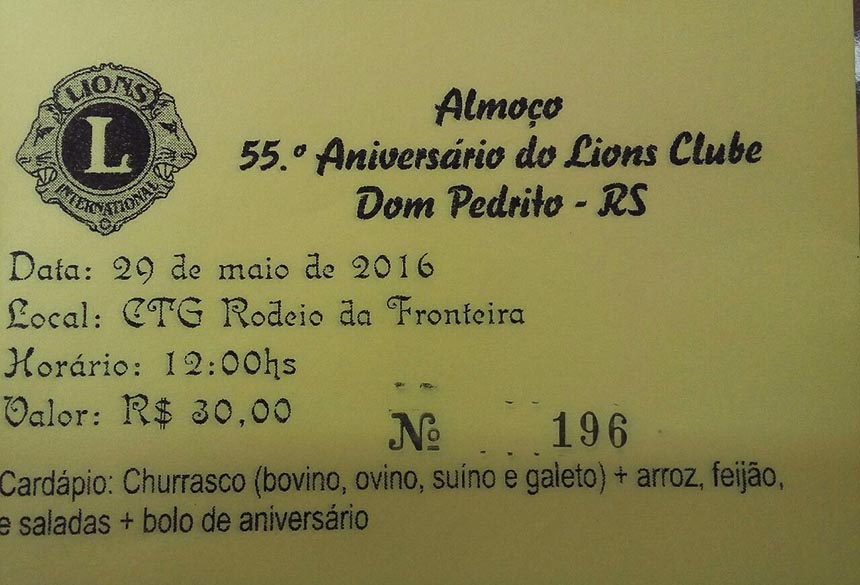 LIONS
L
INTERNATIONAL
Almoço
55.º Aniversário do Lions Clube
Dom Pedrito - RS
Data: 29 de maio de 2016
Local: CTG Rodeio da Fronteira
Horário: 12:00hs
Valor: R$ 30,00
Nº 196
Cardápio: Churrasco (bovino, ovino, suíno e galeto) + arroz, feijão,
e saladas + bolo de aniversário